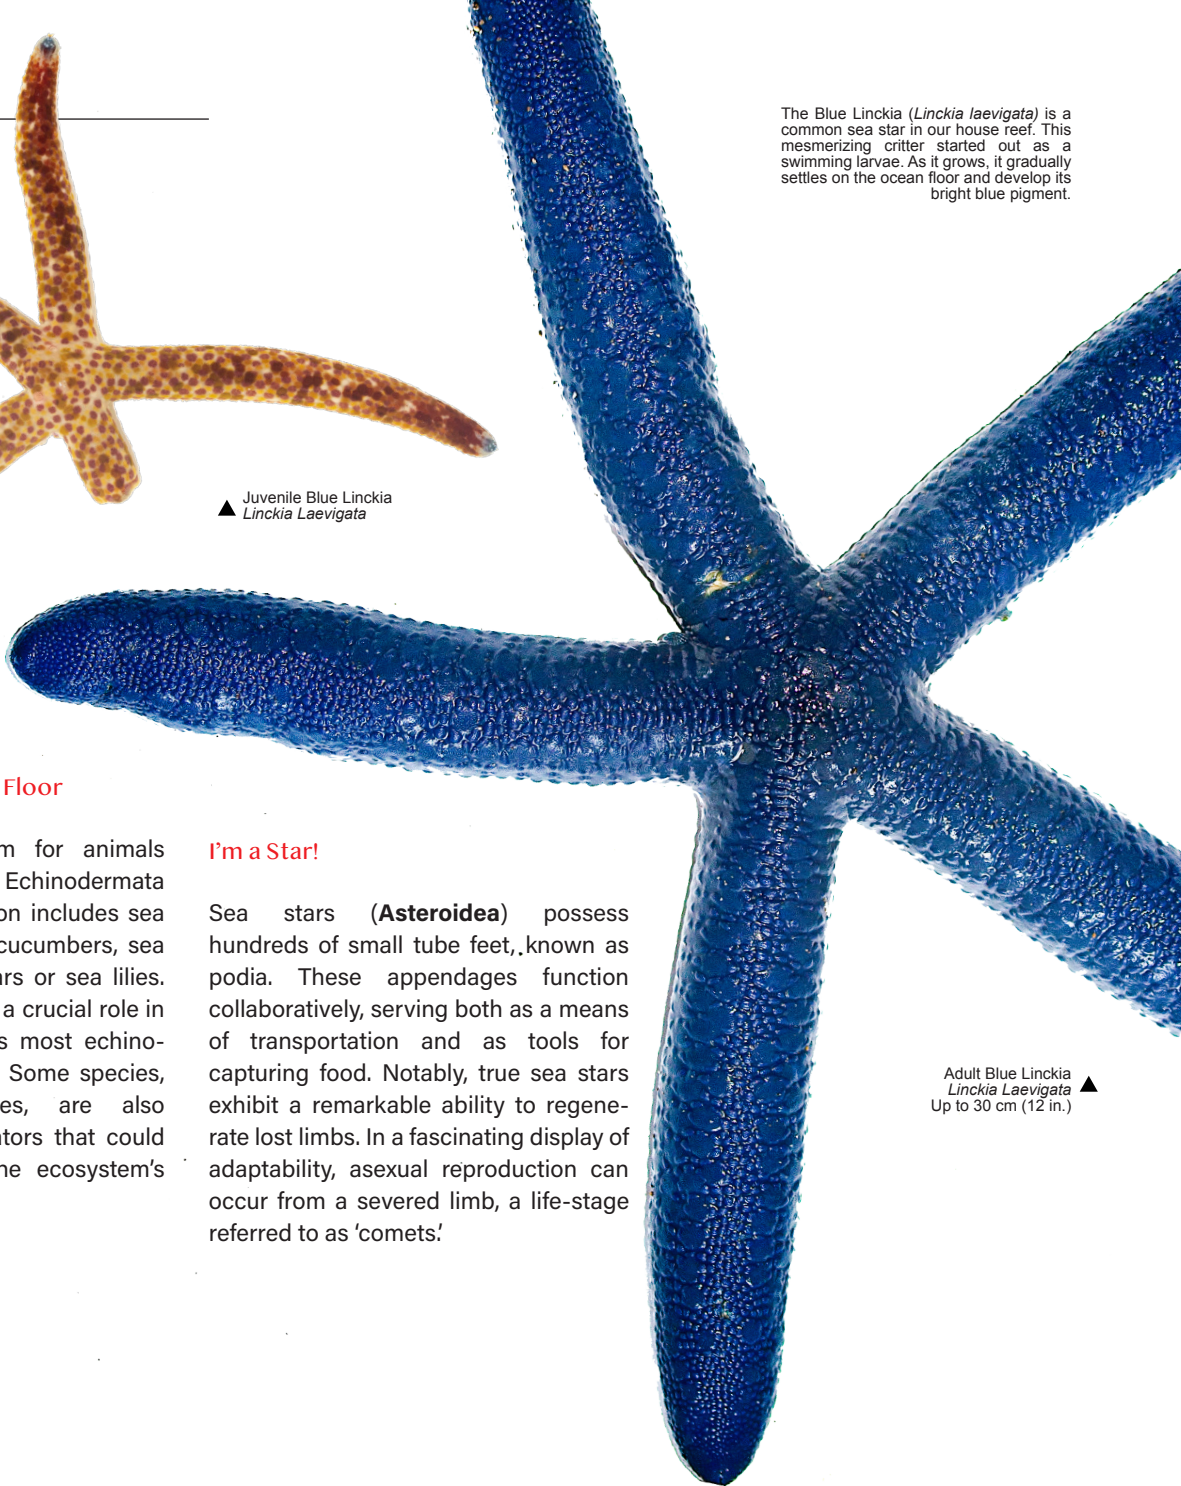 The Blue Linckia (Linckia laevigata) is a
common sea star in our house reef. This
mesmerizing critter started out as a
swimming larvae. As it grows, it gradually
settles on the ocean floor and develop its
bright blue pigment.
Juvenile Blue Linckia
Linckia Laevigata
Floor
for animals
Echinodermata
includes sea
cucumbers, sea
or sea lilies.
a crucial role in
most echino-
Some species,
are also
that could
ecosystem's
I'm a Star!
Sea stars (Asteroidea) possess
hundreds of small tube feet, known as
podia. These appendages function
collaboratively, serving both as a means
of transportation and as tools for
capturing food. Notably, true sea stars
exhibit a remarkable ability to regene-
rate lost limbs. In a fascinating display of
adaptability, asexual reproduction can
occur from a severed limb, a life-stage
referred to as 'comets.'
Adult Blue Linckia
Linckia Laevigata
Up to 30 cm (12 in.)